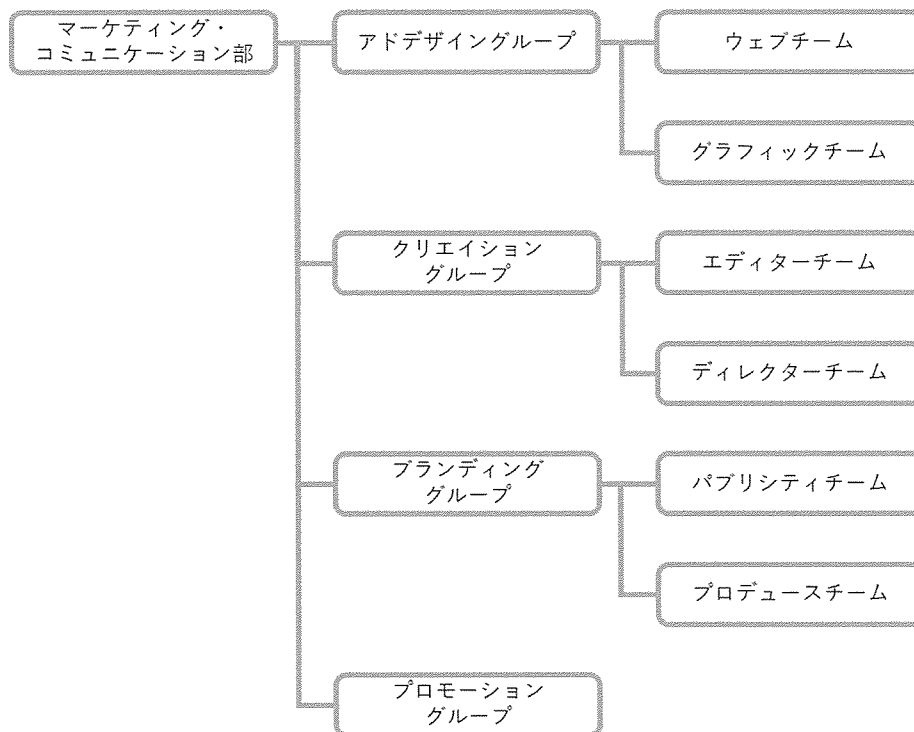 マーケティング・
コミュニケーション部
アドデザイングループ
ウェブチーム
グラフィックチーム
クリエイション
グループ
エディターチーム
ディレクターチーム
ブランディング
グループ
パブリシティチーム
プロデュースチーム
プロモーション
グループ